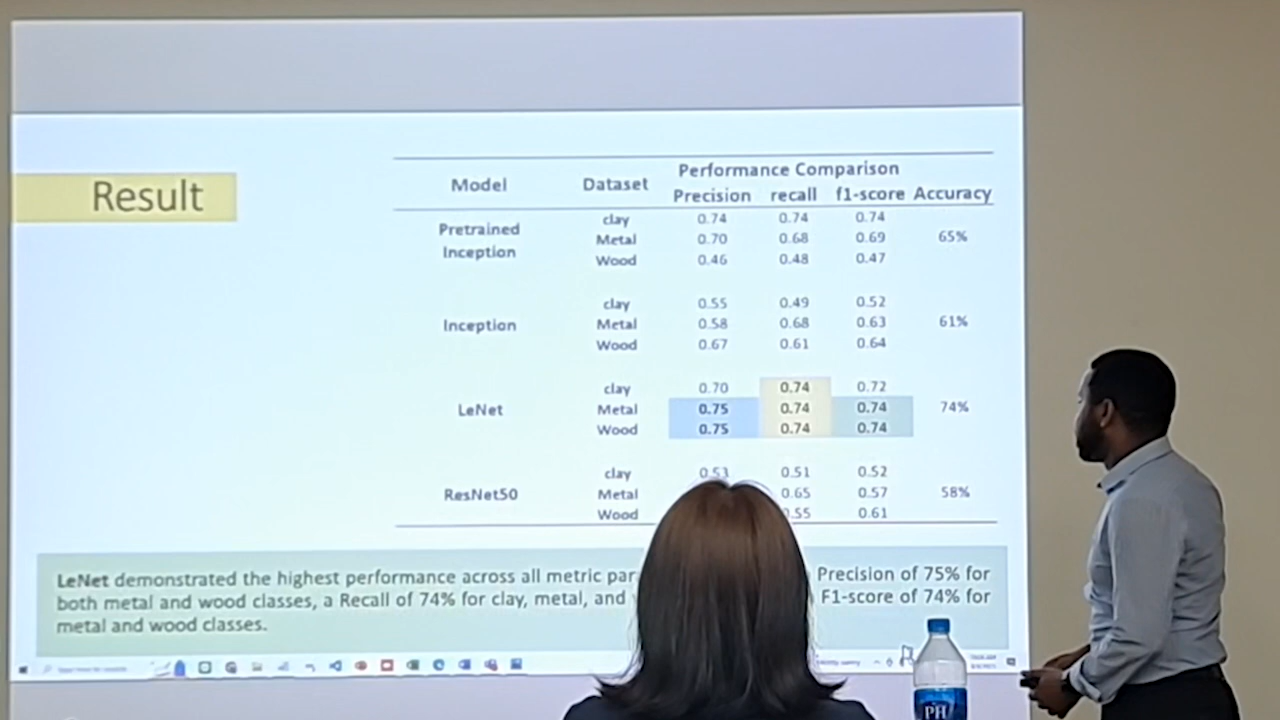 Result
Performance Comparison
Model Dataset Precision recall f1-score Accuracy
Pretrained Inception
clay 0.74 0.74 0.74
Metal 0.70 0.68 0.69 65%
Wood 0.46 0.48 0.47
Inception
clay 0.55 0.49 0.52
Metal 0.58 0.68 0.63 61%
Wood 0.67 0.61 0.64
LeNet
clay 0.70 0.74 0.72
Metal 0.75 0.74 0.74 74%
Wood 0.75 0.74 0.74
ResNet50
clay 0.53 0.51 0.52
Metal 0.65 0.57 58%
Wood 0.61
LeNet demonstrated the highest performance across all metric Precision of 75% for
both metal and wood classes, a Recall of 74% for clay, metal, and F1-score of 74% for
metal and wood classes.
PH